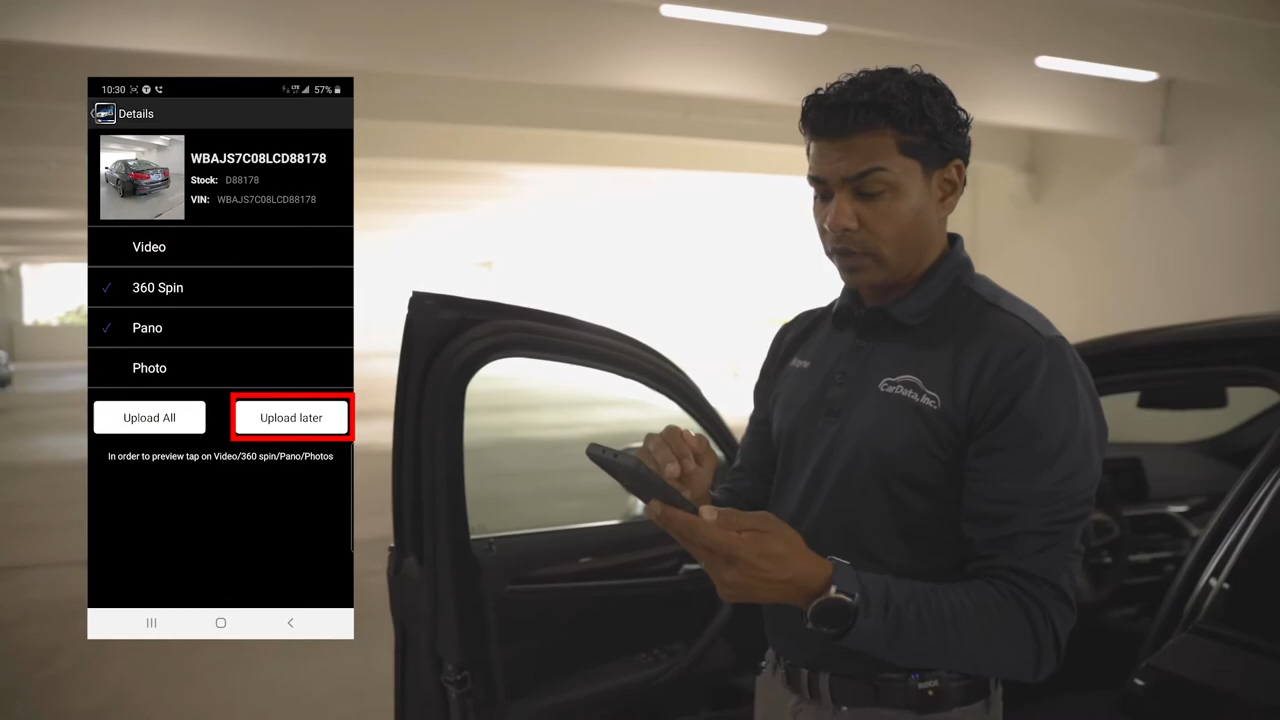 10:30
LTE 57%
Details
WBAJS7C08LCD88178
Stock: D88178
VIN: WBAJS7C08LCD88178
Video
360 Spin
Pano
Photo
Upload All
Upload later
In order to preview tap on Video/360 spin/Pano/Photos
CarData, Inc.